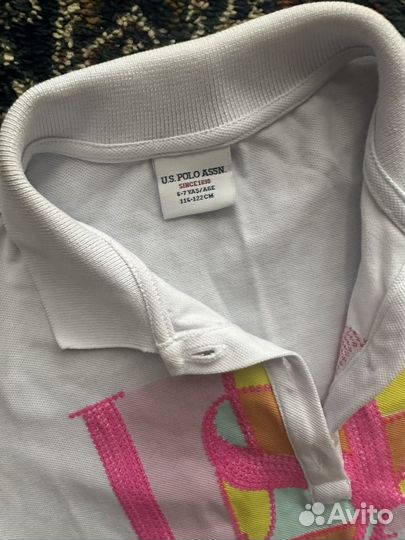 U.S. POLO ASSN.
SINCE 1890
6-7 YAS/AGE
116-122 CM
Avito